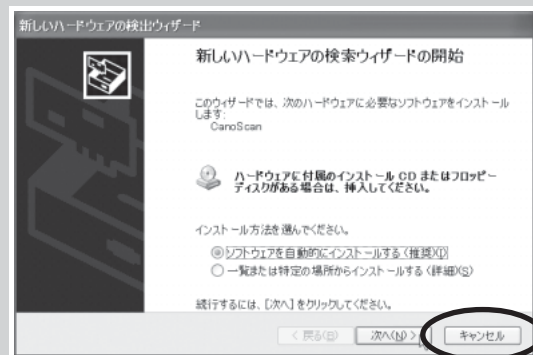 新しいハードウェアの検出ウィザード
新しいハードウェアの検索ウィザードの開始
このウィザードでは、次のハードウェアに必要なソフトウェアをインストール
します:
CanoScan
ハードウェアに付属のインストール CD またはフロッピー
ディスクがある場合は、挿入してください。
インストール方法を選んでください。
ソフトウェアを自動的にインストールする (推奨)(I)
一覧または特定の場所からインストールする (詳細)(S)
続行するには、[次へ] をクリックしてください。
< 戻る(B) 次へ(N) > キャンセル